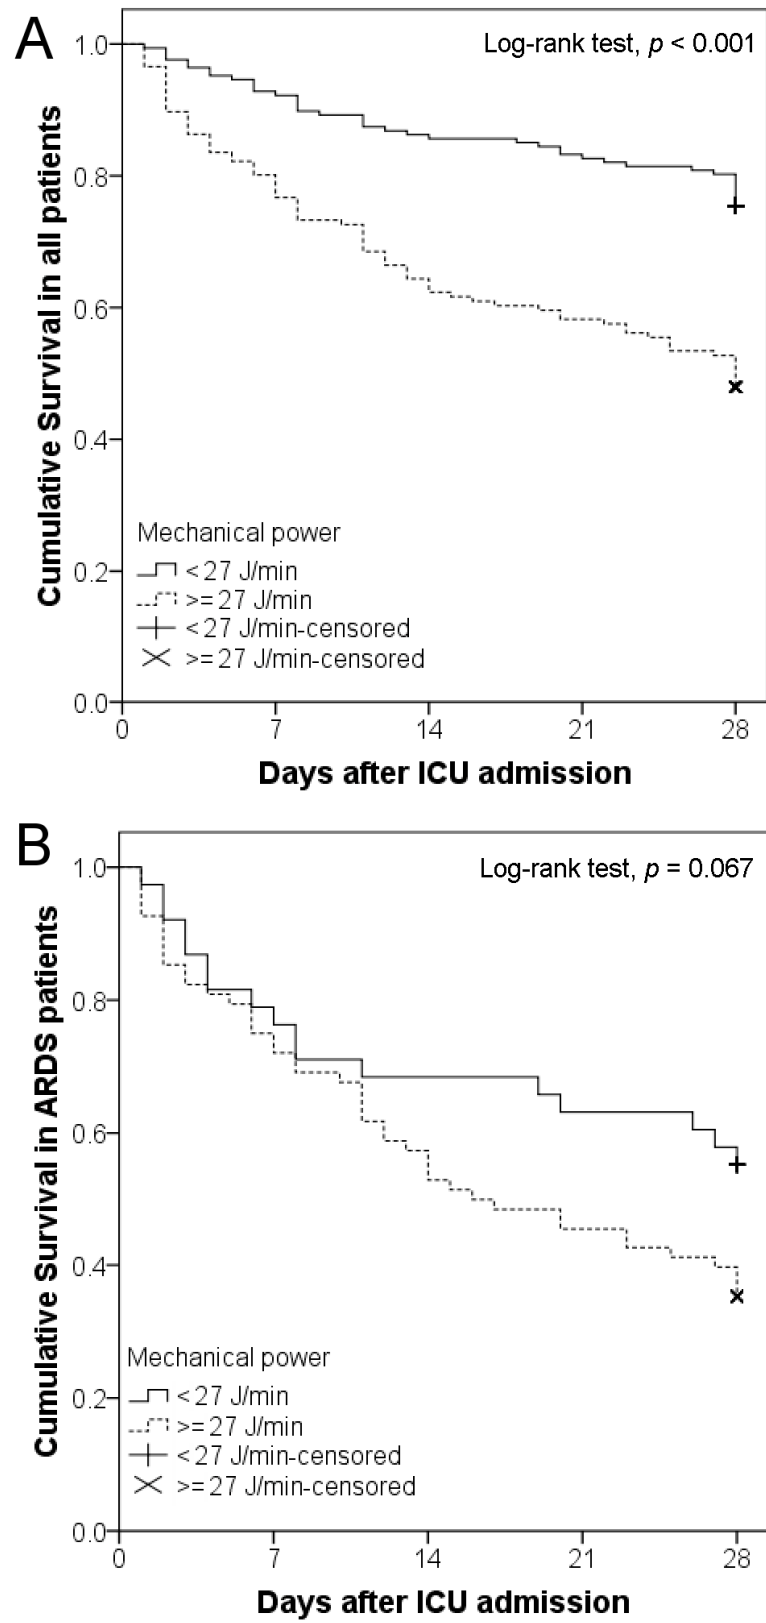 A
Log-rank test, p < 0.001
Cumulative Survival in all patients
1.0
0.8
0.6
0.4
0.2
0.0
Mechanical power
<27 J/min
>=27 J/min
<27 J/min-censored
>=27 J/min-censored
0 7 14 21 28
Days after ICU admission
B
Log-rank test, p = 0.067
Cumulative Survival in ARDS patients
1.0
0.8
0.6
0.4
0.2
0.0
Mechanical power
<27 J/min
>=27 J/min
<27 J/min-censored
>=27 J/min-censored
0 7 14 21 28
Days after ICU admission